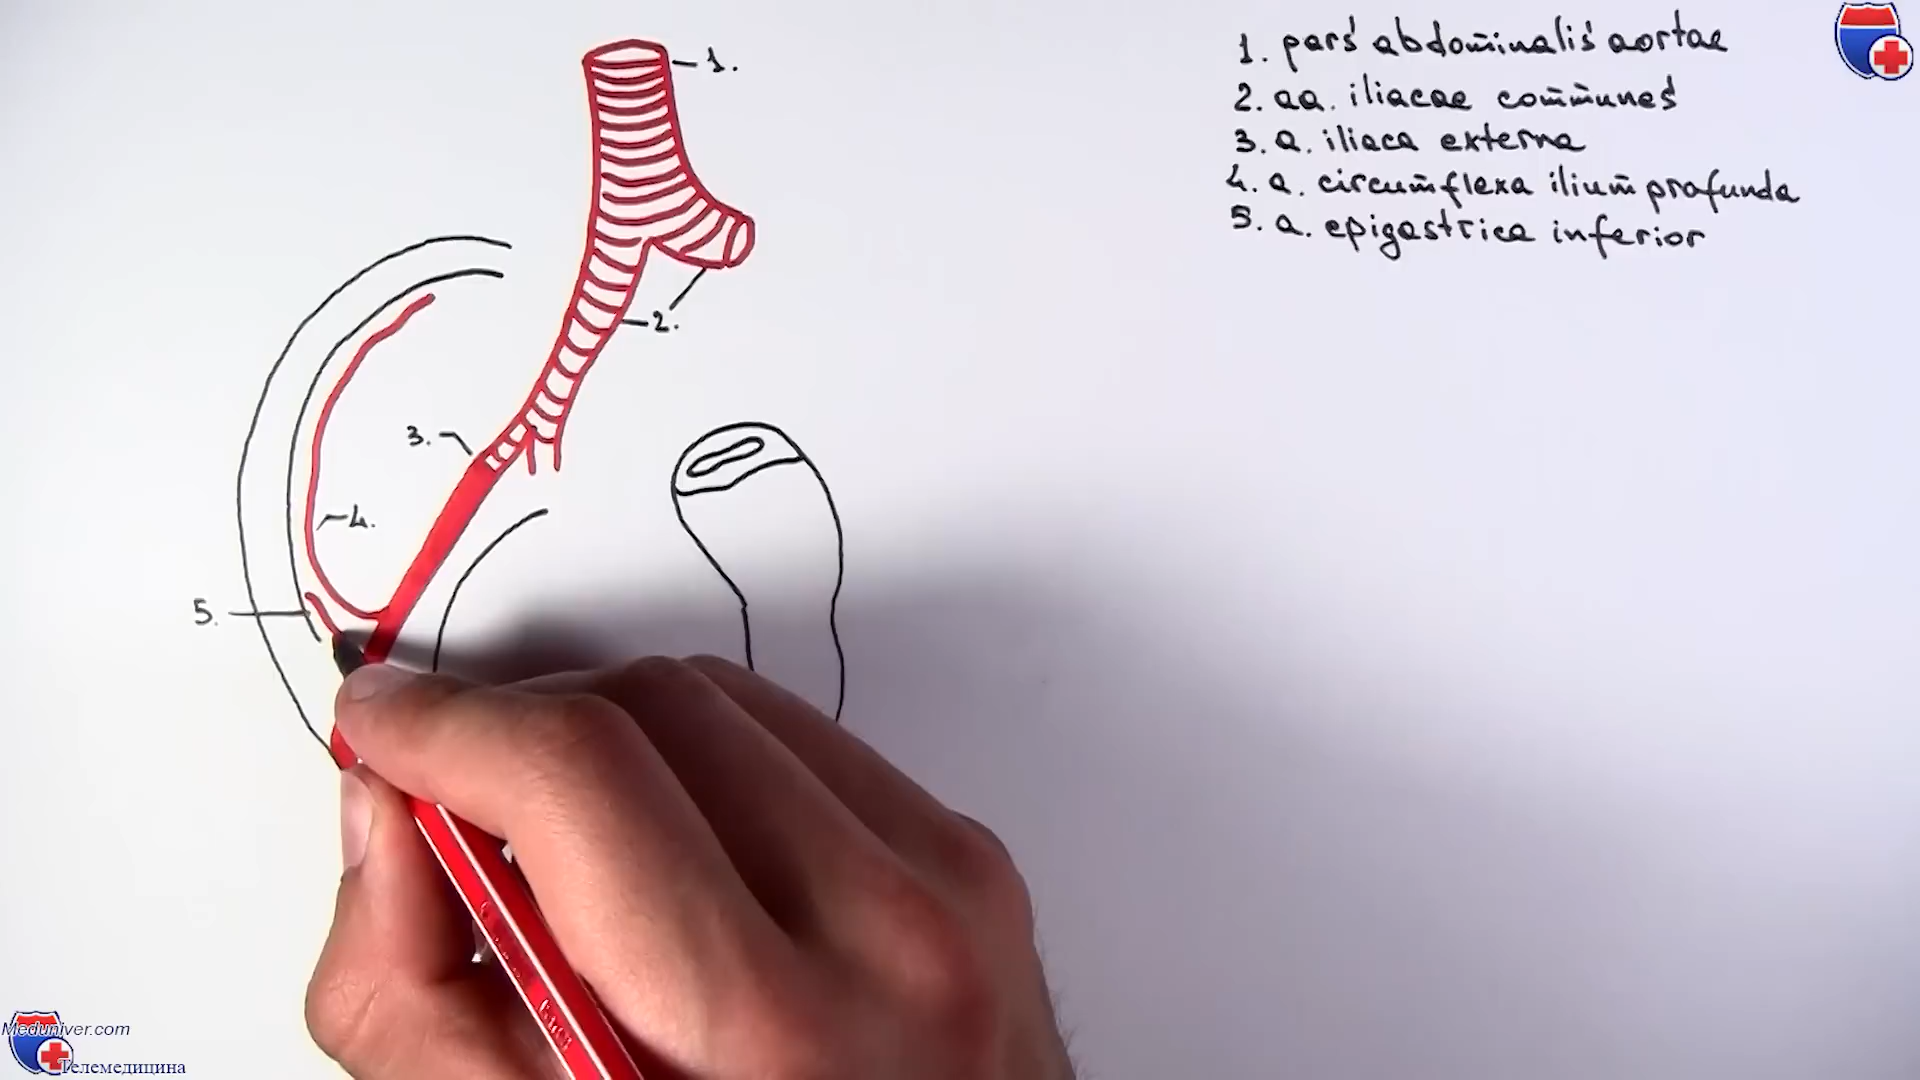 1. pars abdominalis aortae
2. aa. iliacae communes
3. a. iliaca externa
4. a. circumflexa ilium profunda
5. a. epigastrica inferior
1.
2.
3.
4.
5.
Meduniver.com
Телемедицина